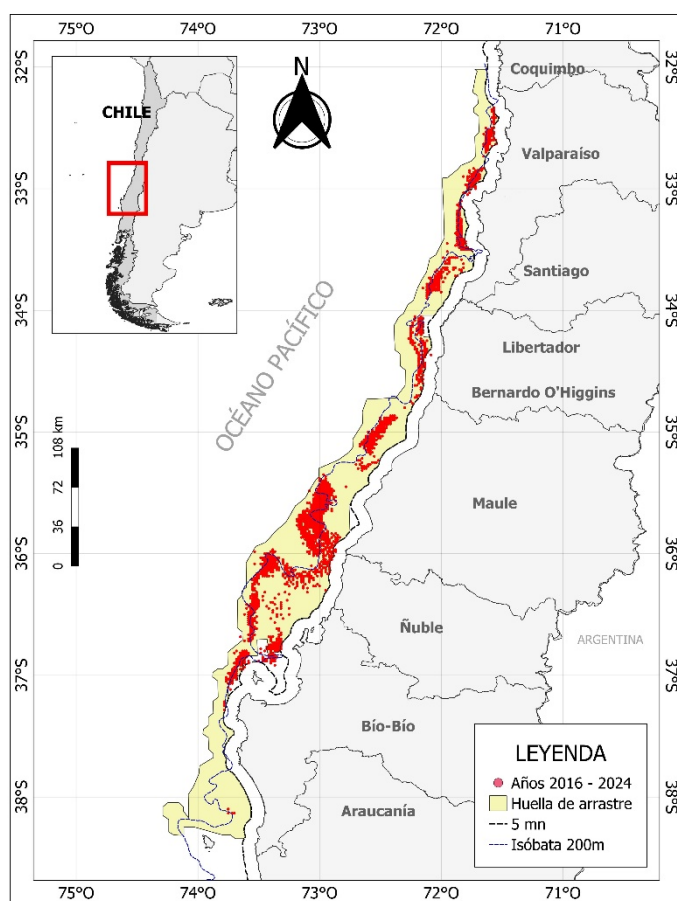 75°O 74°O 73°O 72°O 71°O
32°S 32°S
CHILE
N
Coquimbo
Valparaíso
33°S 33°S
Santiago
34°S 34°S
OCÉANO PACÍFICO
Libertador
Bernardo O'Higgins
35°S 35°S
108 km
72
36
0
Maule
36°S 36°S
Ñuble
ARGENTINA
37°S 37°S
Bío-Bío
LEYENDA
Años 2016 - 2024
Huella de arrastre
5 mn
Isóbata 200m
38°S 38°S
Araucanía
75°O 74°O 73°O 72°O 71°O